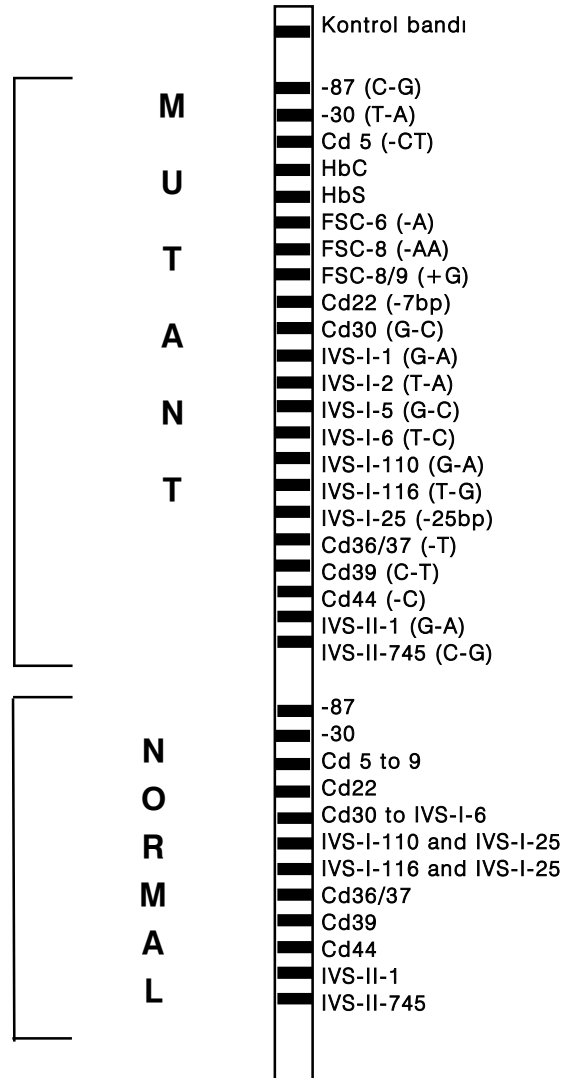 Kontrol bandı
MUTANT
-87 (C-G)
-30 (T-A)
Cd 5 (-CT)
HbC
HbS
FSC-6 (-A)
FSC-8 (-AA)
FSC-8/9 (+G)
Cd22 (-7bp)
Cd30 (G-C)
IVS-I-1 (G-A)
IVS-I-2 (T-A)
IVS-I-5 (G-C)
IVS-I-6 (T-C)
IVS-I-110 (G-A)
IVS-I-116 (T-G)
IVS-I-25 (-25bp)
Cd36/37 (-T)
Cd39 (C-T)
Cd44 (-C)
IVS-II-1 (G-A)
IVS-II-745 (C-G)
NORMAL
-87
-30
Cd 5 to 9
Cd22
Cd30 to IVS-I-6
IVS-I-110 and IVS-I-25
IVS-I-116 and IVS-I-25
Cd36/37
Cd39
Cd44
IVS-II-1
IVS-II-745